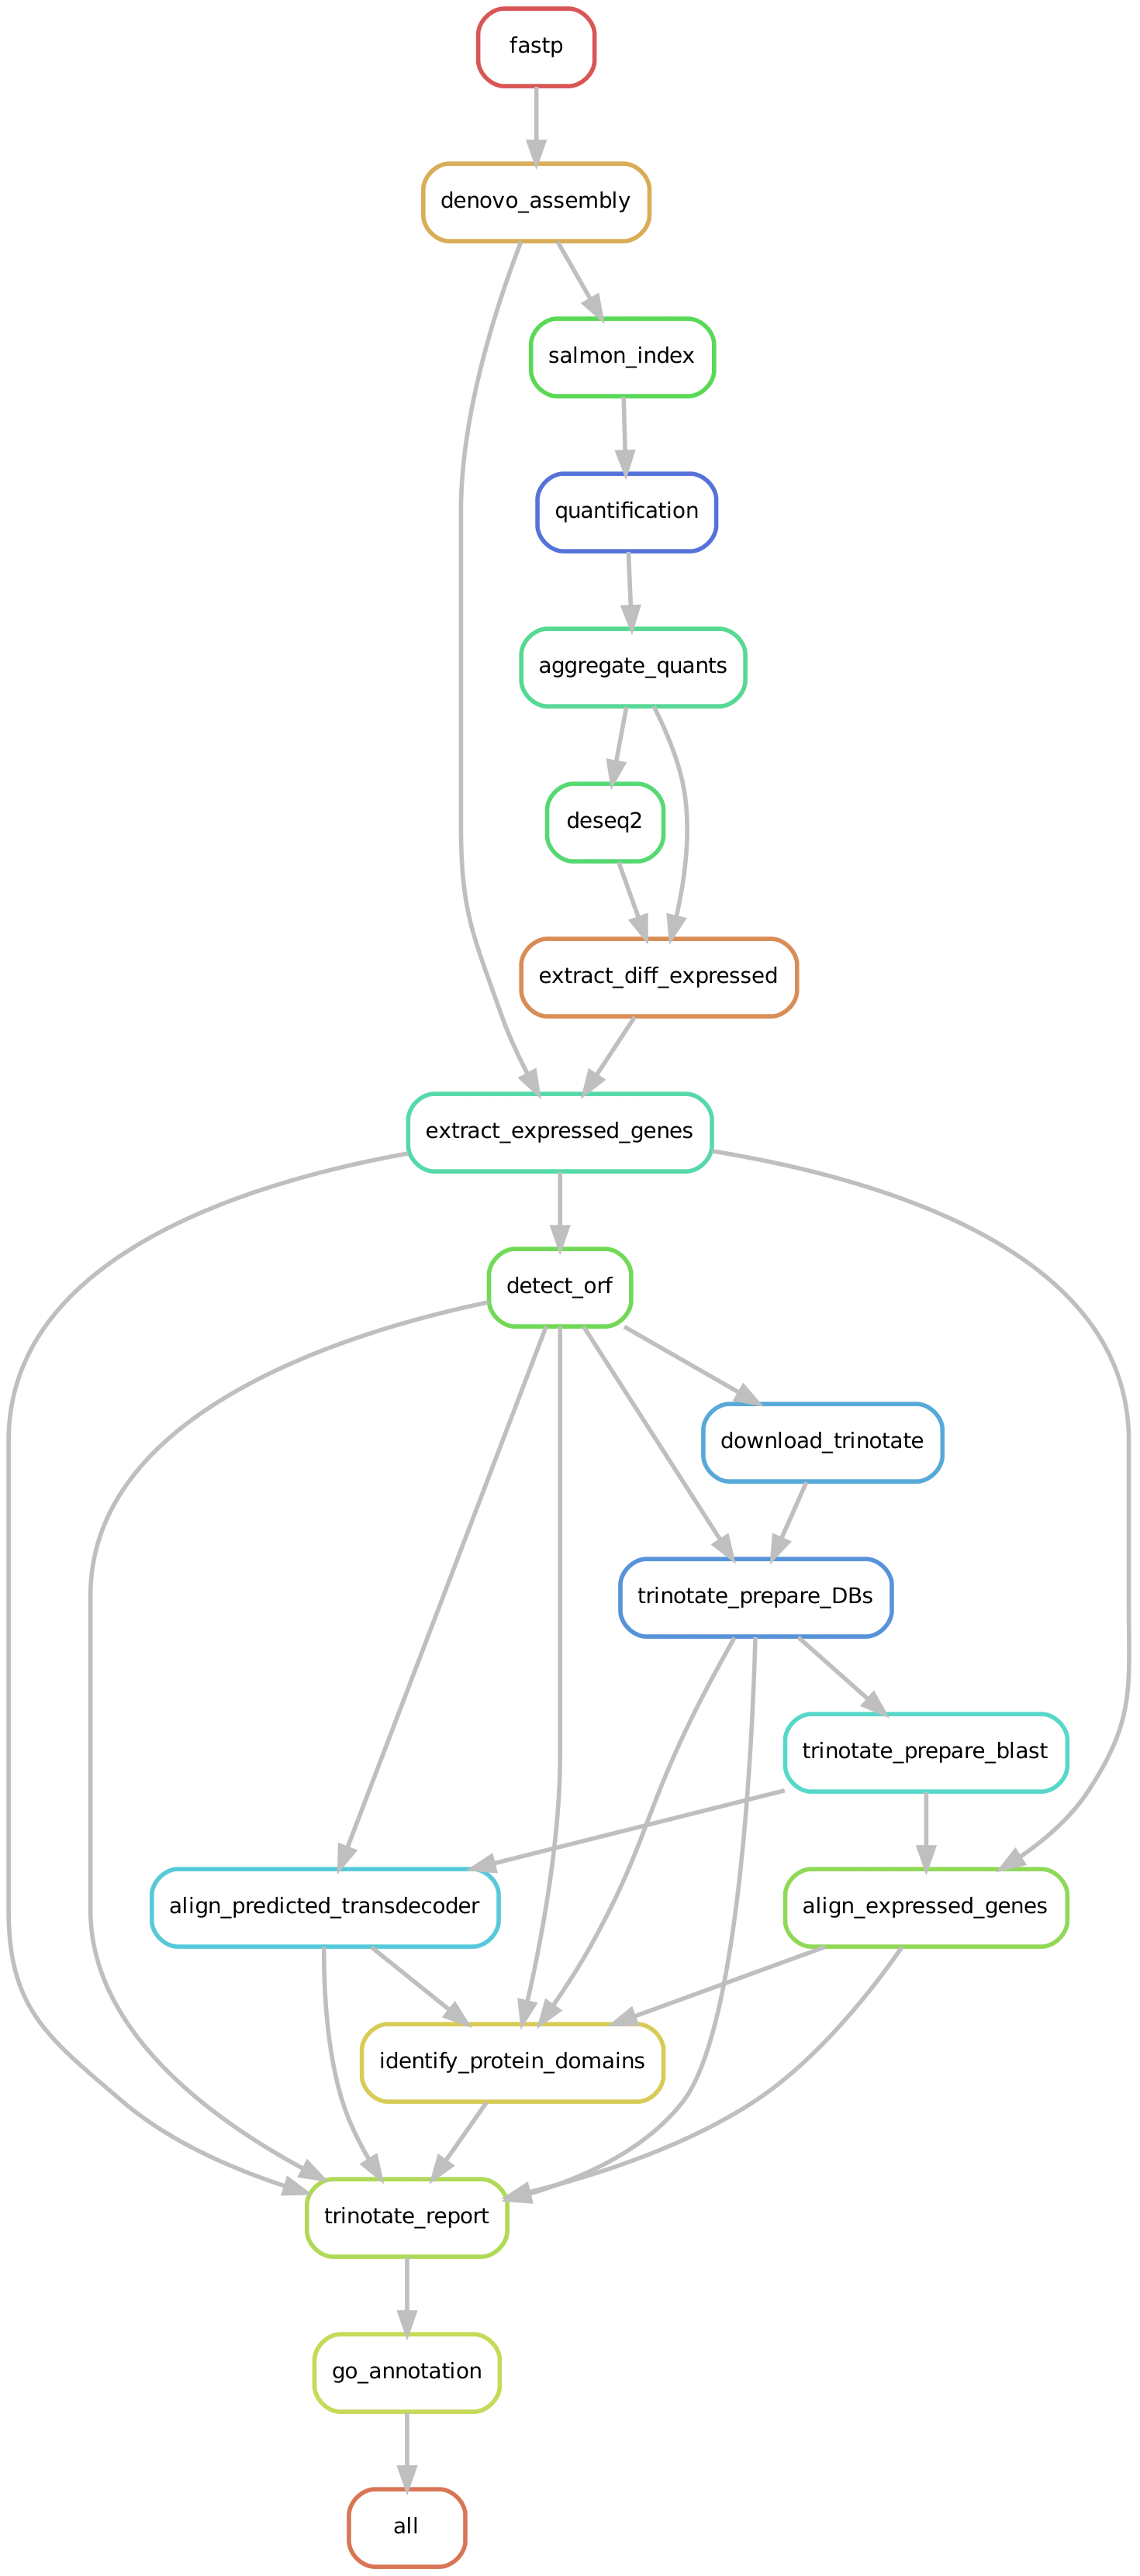 fastp
denovo_assembly
salmon_index
quantification
aggregate_quants
deseq2
extract_diff_expressed
extract_expressed_genes
detect_orf
download_trinotate
trinotate_prepare_DBs
trinotate_prepare_blast
align_predicted_transdecoder
align_expressed_genes
identify_protein_domains
trinotate_report
go_annotation
all